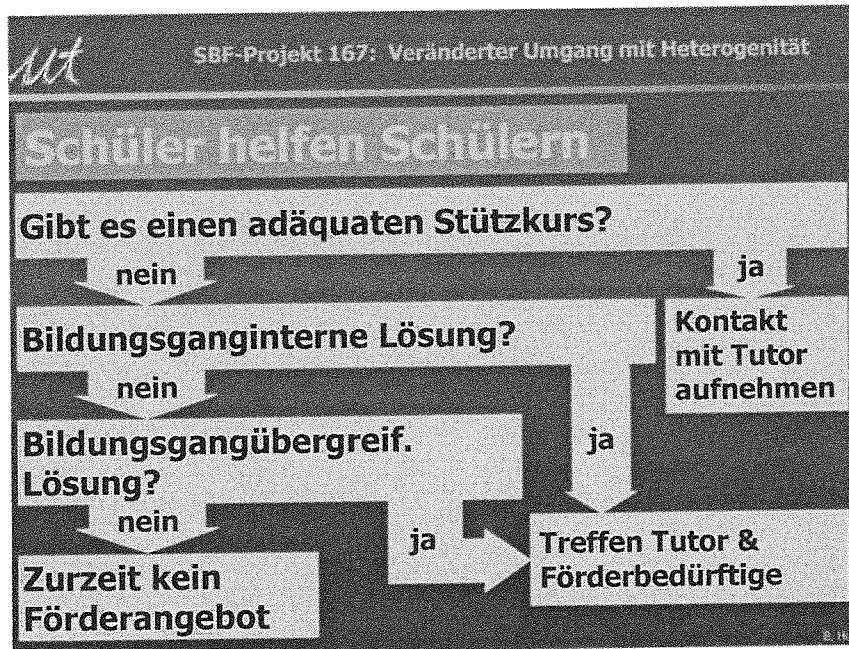 ut
SBF-Projekt 167: Veränderter Umgang mit Heterogenität
Schüler helfen Schülern
Gibt es einen adäquaten Stützkurs?
nein
ja
Bildungsganginterne Lösung?
Kontakt
mit Tutor
aufnehmen
nein
ja
Bildungsgangübergreif.
Lösung?
nein
ja
Treffen Tutor &
Förderbedürftige
Zurzeit kein
Förderangebot
B.